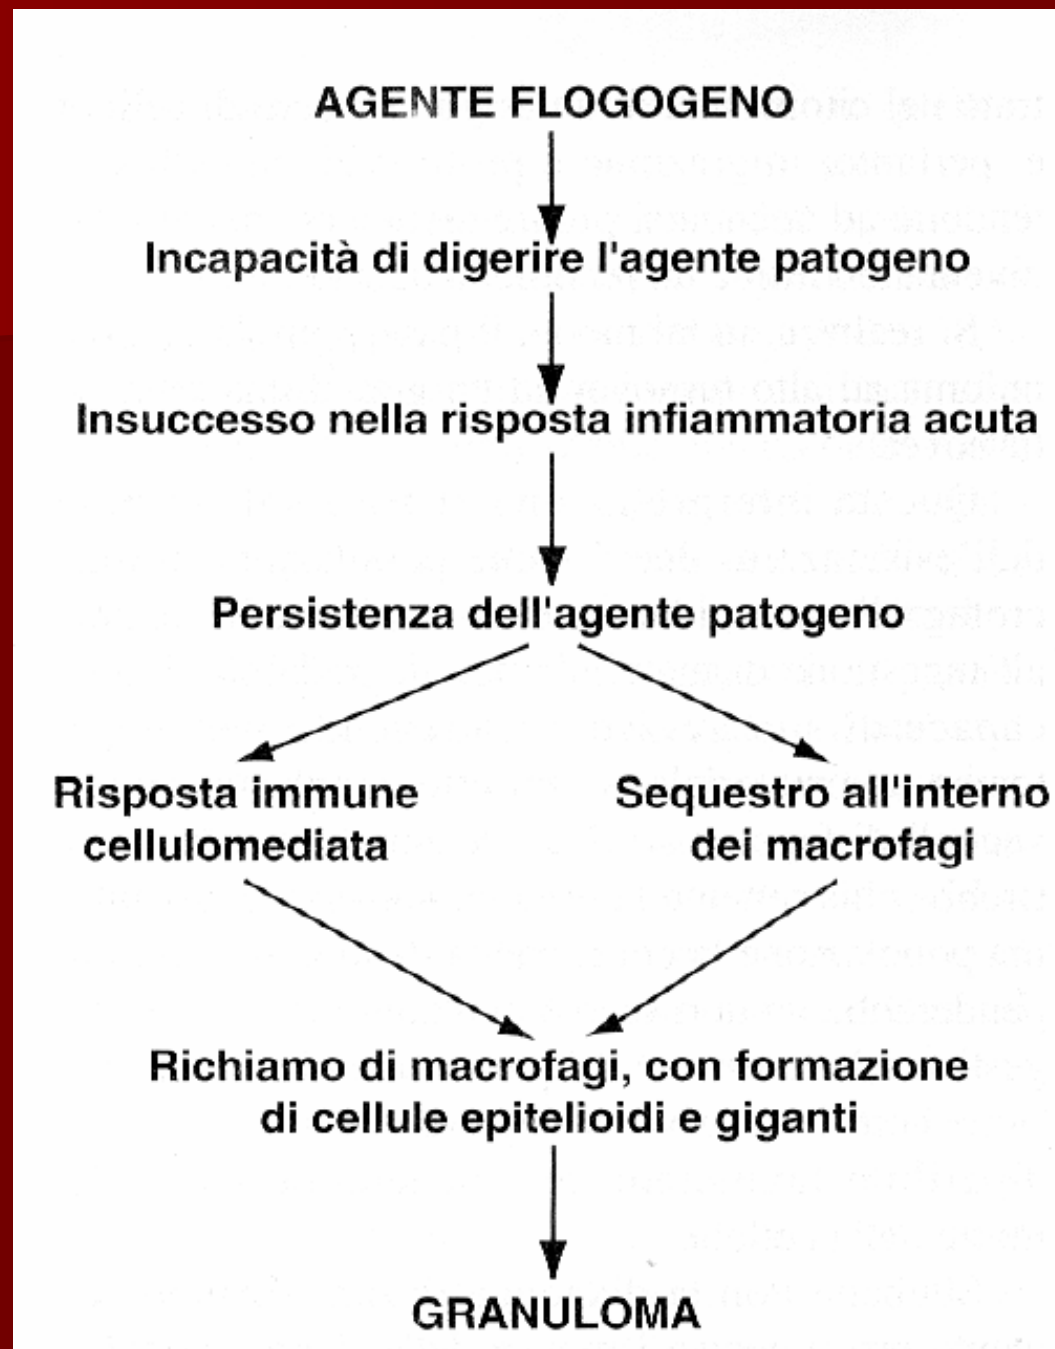 AGENTE FLOGOGENO
Incapacità di digerire l'agente patogeno
Insuccesso nella risposta infiammatoria acuta
Persistenza dell'agente patogeno
Risposta immune
cellulomediata
Sequestro all'interno
dei macrofagi
Richiamo di macrofagi, con formazione
di cellule epitelioidi e giganti
GRANULOMA